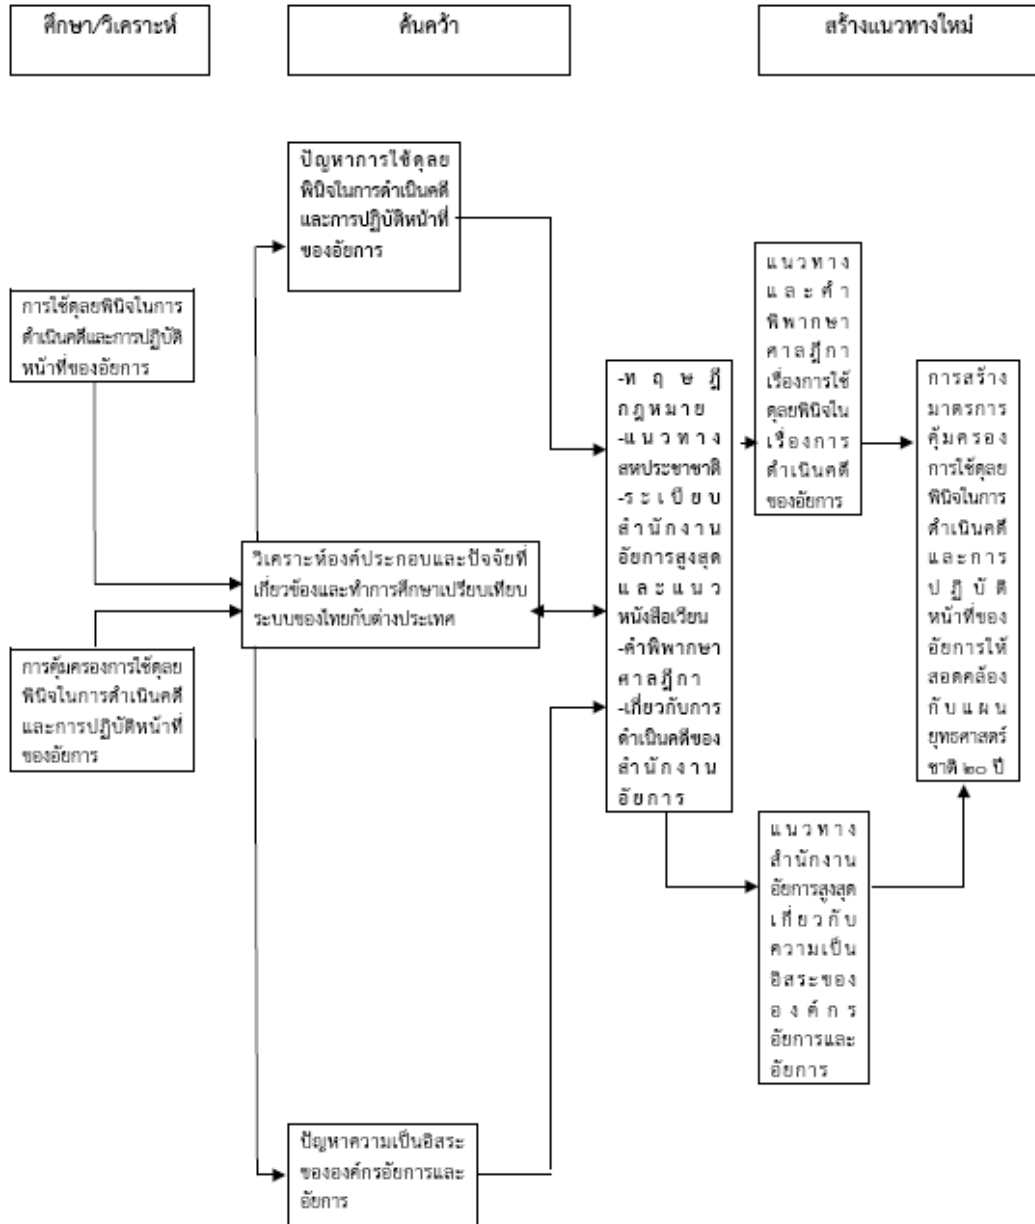 ศึกษา/วิเคราะห์
ค้นคว้า
สร้างแนวทางใหม่
ปัญหาการใช้ดุลย
พินิจในการดำเนินคดี
และการปฏิบัติหน้าที่
ของอัยการ
การใช้ดุลยพินิจในการ
ดำเนินคดีและการปฏิบัติ
หน้าที่ของอัยการ
วิเคราะห์องค์ประกอบและปัจจัยที่
เกี่ยวข้องและทำการศึกษาเปรียบเทียบ
ระบบของไทยกับต่างประเทศ
การคุ้มครองการใช้ดุลย
พินิจในการดำเนินคดี
และการปฏิบัติหน้าที่
ของอัยการ
ปัญหาความเป็นอิสระ
ขององค์กรอัยการและ
อัยการ
-ทฤษฎี
กฎหมาย
-แนวทาง
สหประชาชาติ
-ระเบียบ
สำนักงาน
อัยการสูงสุด
และแนว
หนังสือเวียน
-คำพิพากษา
ศาลฎีกา
-เกี่ยวกับการ
ดำเนินคดีของ
สำนักงาน
อัยการ
แนวทาง
และคำ
พิพากษา
ศาลฎีกา
เรื่องการใช้
ดุลยพินิจใน
เรื่องการ
ดำเนินคดี
ของอัยการ
แนวทาง
สำนักงาน
อัยการสูงสุด
เกี่ยวกับ
ความเป็น
อิสระของ
องค์กร
อัยการและ
อัยการ
การสร้าง
มาตรการ
คุ้มครอง
การใช้ดุลย
พินิจในการ
ดำเนินคดี
และการ
ปฏิบัติ
หน้าที่ของ
อัยการให้
สอดคล้อง
กับแผน
ยุทธศาสตร์
ชาติ ๒๐ ปี